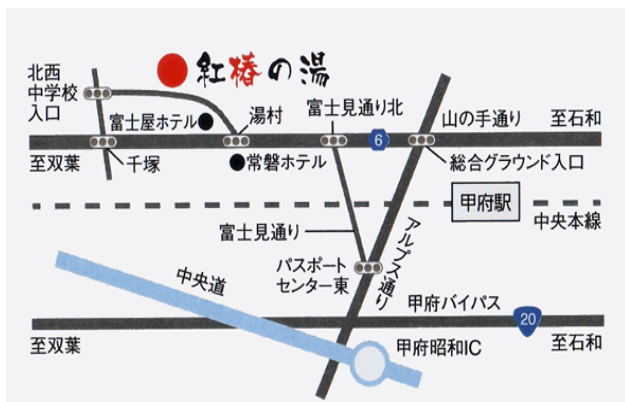 紅椿の湯
北西
中学校
入口
富士屋ホテル
湯村
富士見通り北
山の手通り
至石和
6
至双葉
千塚
常磐ホテル
総合グラウンド入口
甲府駅
中央本線
富士見通り
アルプス通り
パスポート
センター東
中央道
甲府バイパス
20
至双葉
甲府昭和IC
至石和